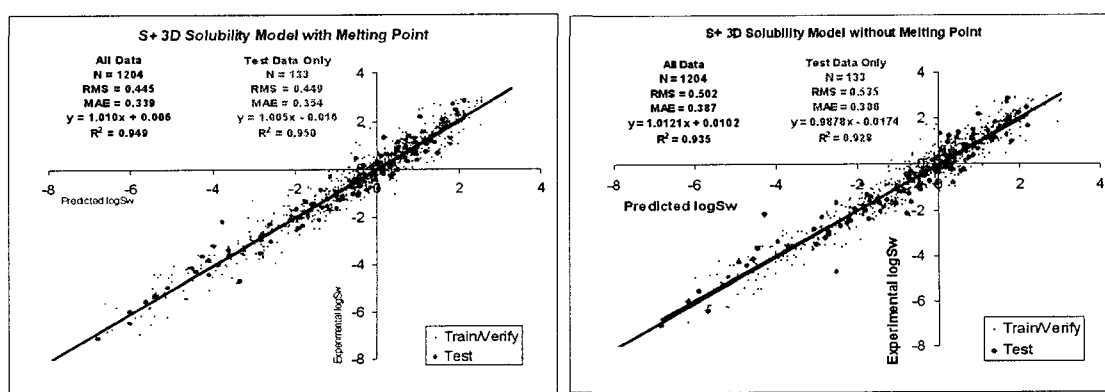 S+ 3D Solubility Model with Melting Point
All Data
N = 1204
RMS = 0.445
MAE = 0.339
y = 1.010x + 0.006
R² = 0.949
Test Data Only
N = 133
RMS = 0.449
MAE = 0.354
y = 1.005x - 0.016
R² = 0.950
4
2
0
-8
-6
-4
-2
0
2
4
Predicted logSw
-2
-4
-6
-8
Experimental logSw
Train/Verify
Test
S+ 3D Solubility Model without Melting Point
All Data
N = 1204
RMS = 0.502
MAE = 0.387
y = 1.0121x + 0.0102
R² = 0.935
Test Data Only
N = 133
RMS = 0.535
y = 0.9878x - 0.0174
R² = 0.928
4
2
0
-8
-6
-4
-2
0
2
4
Predicted logSw
-2
-4
-6
-8
Experimental logSw
Train/Verify
Test